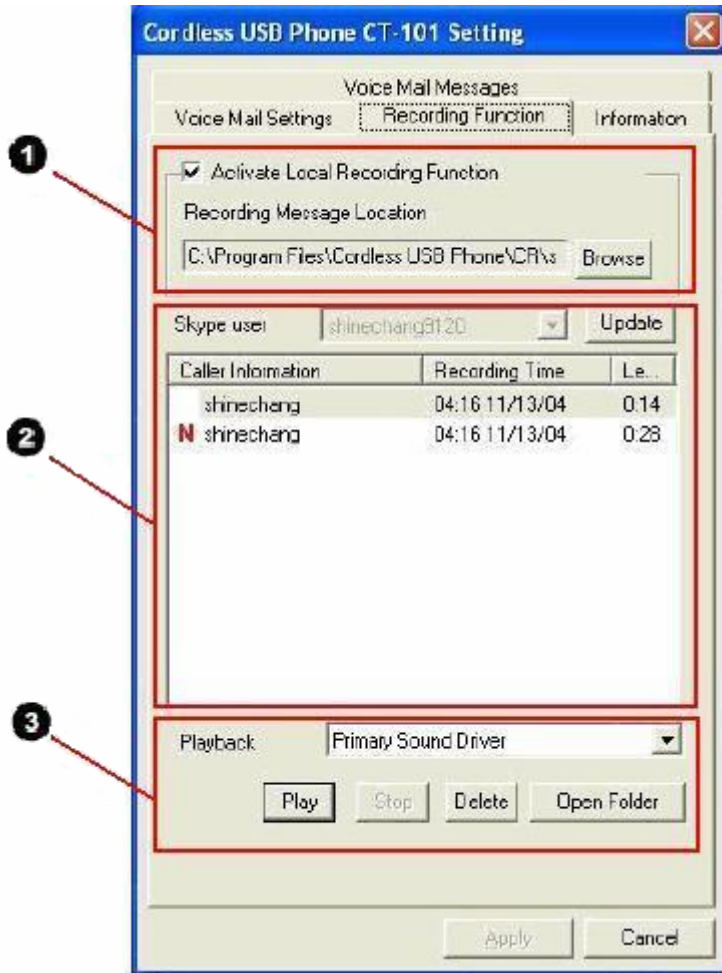 Cordless USB Phone CT-101 Setting
Voice Mail Messages
Voice Mail Settings Recording Function Information
1
Activate Local Recording Function
Recording Message Location
C:\Program Files\Cordless USB Phone\CR\s Browse
2
Skype user shinechang8120 Update
Caller Information Recording Time Le...
shinechang 04:16 11/13/04 0:14
N shinechang 04:16 11/13/04 0:28
3
Playback Primary Sound Driver
Play Stop Delete Open Folder
Apply Cancel